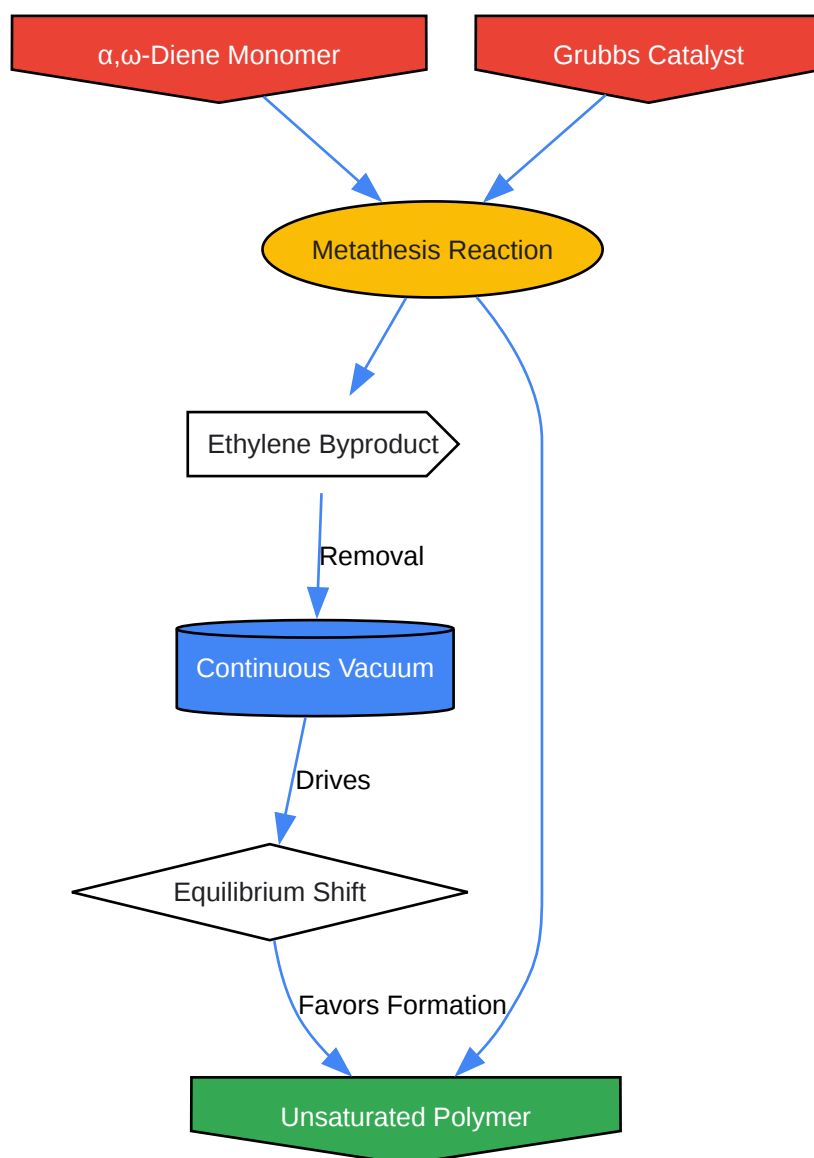 α,ω-Diene Monomer
Grubbs Catalyst
Metathesis Reaction
Ethylene Byproduct
Removal
Continuous Vacuum
Drives
Equilibrium Shift
Favors Formation
Unsaturated Polymer